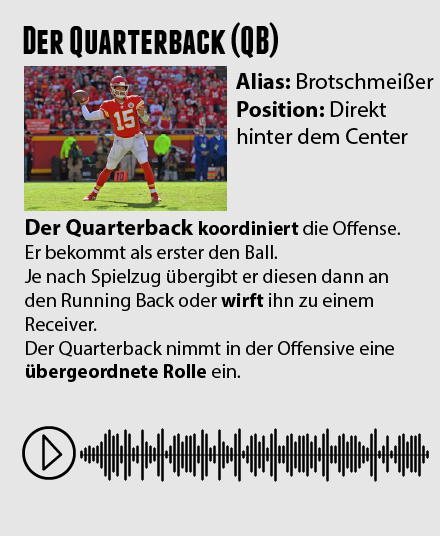 Der Quarterback (QB)
Alias: Brotschmeißer
Position: Direkt
hinter dem Center
15
Der Quarterback koordiniert die Offense.
Er bekommt als erster den Ball.
Je nach Spielzug übergibt er diesen dann an
den Running Back oder wirft ihn zu einem
Receiver.
Der Quarterback nimmt in der Offensive eine
übergeordnete Rolle ein.